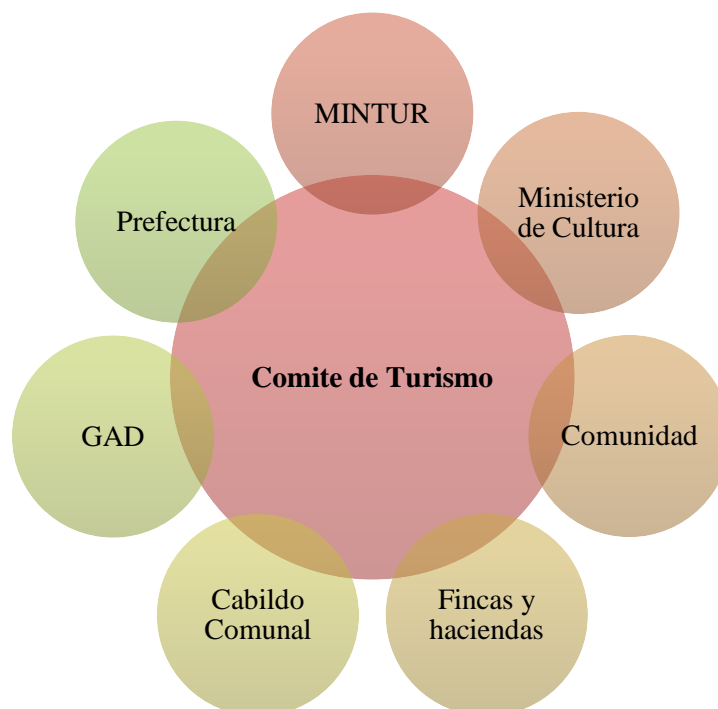 MINTUR
Ministerio
de Cultura
Comunidad
Fincas y
haciendas
Cabildo
Comunal
GAD
Prefectura
Comite de Turismo